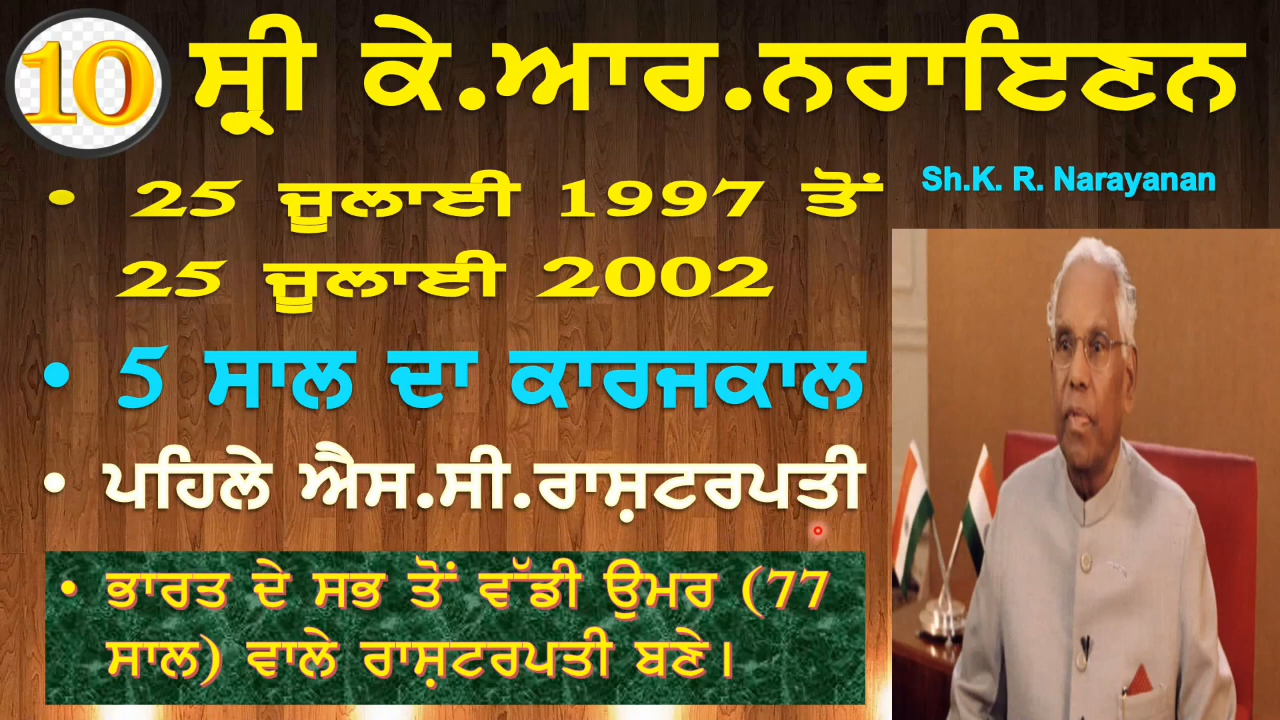 10 ਸ੍ਰੀ ਕੇ.ਆਰ.ਨਰਾਇਣਨ
Sh.K. R. Narayanan
• 25 ਜੂਲਾਈ 1997 ਤੋਂ
25 ਜੂਲਾਈ 2002
• 5 ਸਾਲ ਦਾ ਕਾਰਜਕਾਲ
• ਪਹਿਲੇ ਐਸ.ਸੀ.ਰਾਸ਼ਟਰਪਤੀ
• ਭਾਰਤ ਦੇ ਸਭ ਤੋਂ ਵੱਡੀ ਉਮਰ (77
ਸਾਲ) ਵਾਲੇ ਰਾਸ਼ਟਰਪਤੀ ਬਣੇ।